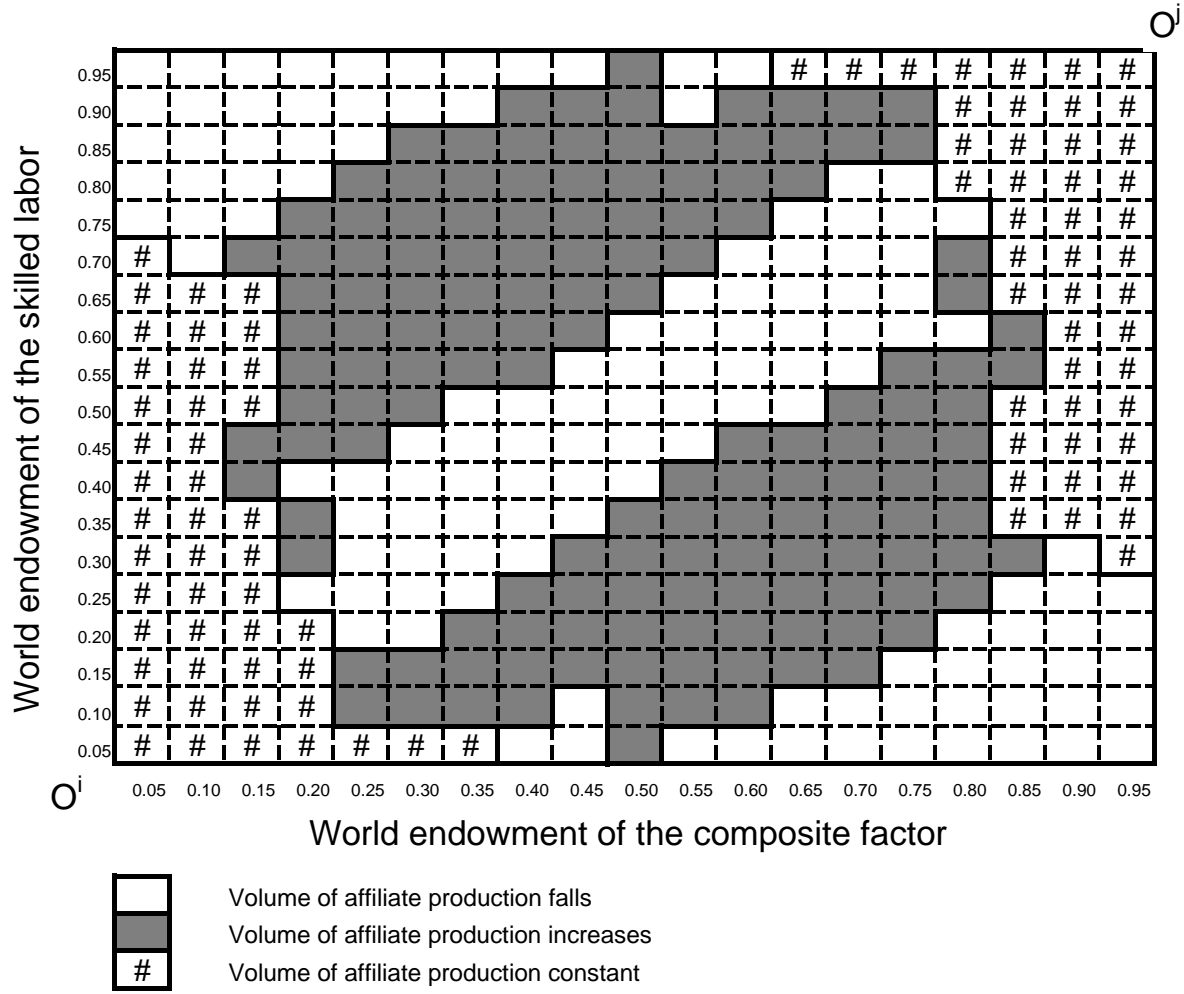 O^j
World endowment of the skilled labor
0.95 # # # # # # #
0.90 # # # #
0.85 # # # #
0.80 # # # #
0.75 # # #
0.70 # # # #
0.65 # # # # # #
0.60 # # # # #
0.55 # # # # #
0.50 # # # # # #
0.45 # # # # #
0.40 # # # # #
0.35 # # # # # #
0.30 # # # #
0.25 # # #
0.20 # # # #
0.15 # # # #
0.10 # # # #
0.05 # # # # # # #
O^i
0.05 0.10 0.15 0.20 0.25 0.30 0.35 0.40 0.45 0.50 0.55 0.60 0.65 0.70 0.75 0.80 0.85 0.90 0.95
World endowment of the composite factor
Volume of affiliate production falls
Volume of affiliate production increases
# Volume of affiliate production constant